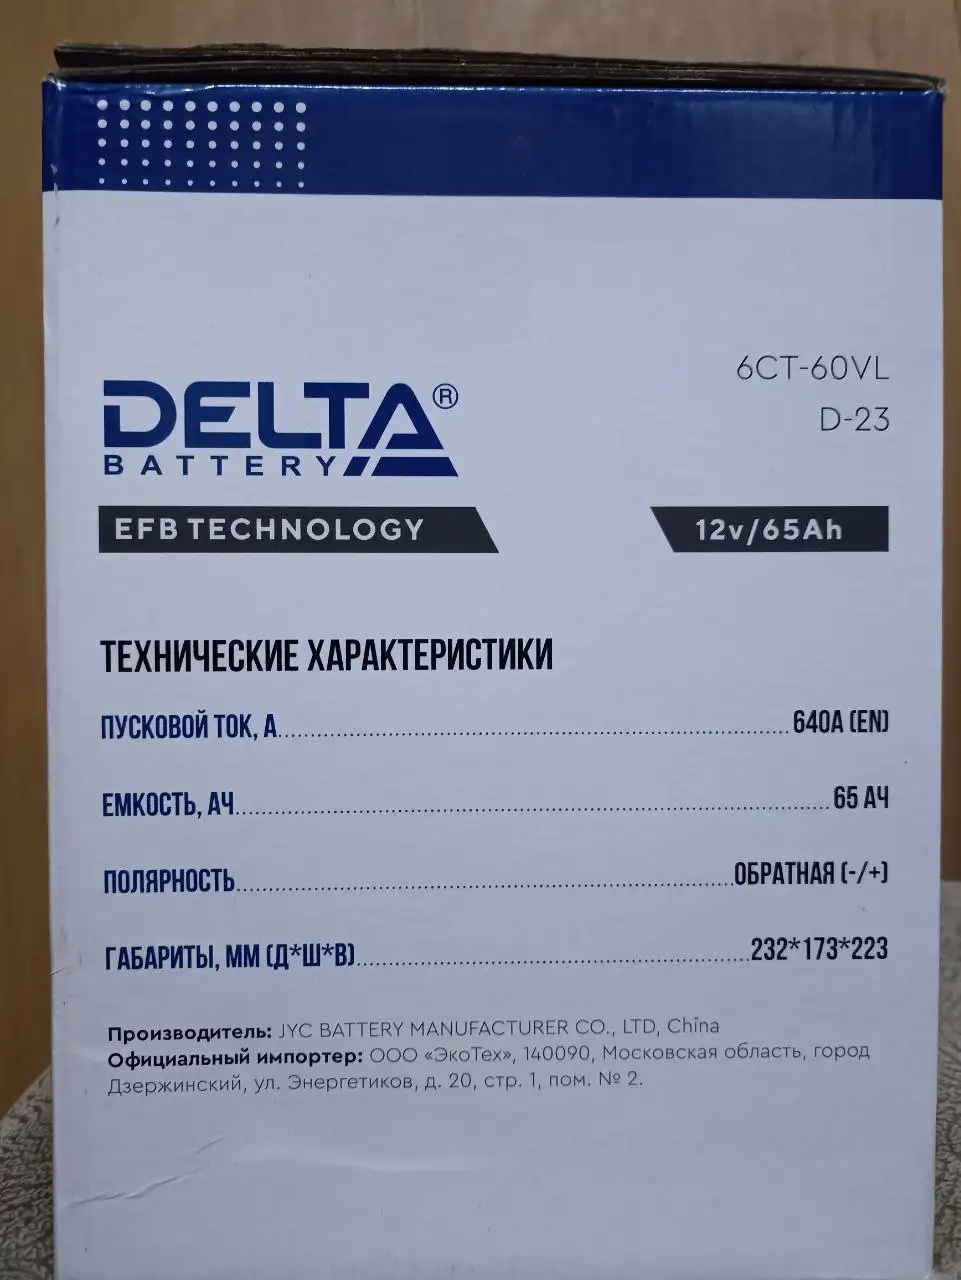 6СТ-60VL
D-23
DELTA®
BATTERY
EFB TECHNOLOGY
12v/65Ah
ТЕХНИЧЕСКИЕ ХАРАКТЕРИСТИКИ
ПУСКОВОЙ ТОК, А 640А (EN)
ЕМКОСТЬ, АЧ 65 АЧ
ПОЛЯРНОСТЬ ОБРАТНАЯ (-/+)
ГАБАРИТЫ, ММ (Д*Ш*В) 232*173*223
Производитель: JYC BATTERY MANUFACTURER CO., LTD, China
Официальный импортер: ООО «ЭкоТех», 140090, Московская область, город
Дзержинский, ул. Энергетиков, д. 20, стр. 1, пом. № 2.